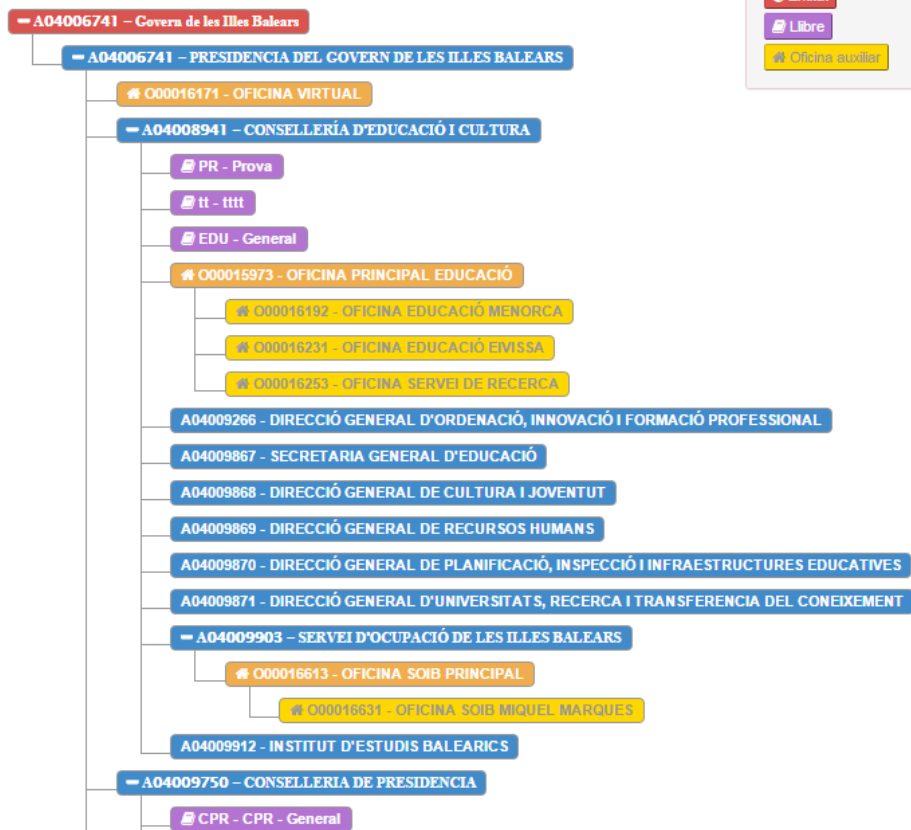 A04006741 – Govern de les Illes Balears
Llibre
A04006741 – PRESIDENCIA DEL GOVERN DE LES ILLES BALEARS
Oficina auxiliar
O00016171 - OFICINA VIRTUAL
A04008941 – CONSELLERÍA D'EDUCACIÓ I CULTURA
PR - Prova
tt - tttt
EDU - General
O00015973 - OFICINA PRINCIPAL EDUCACIÓ
O00016192 - OFICINA EDUCACIÓ MENORCA
O00016231 - OFICINA EDUCACIÓ EIVISSA
O00016253 - OFICINA SERVEI DE RECERCA
A04009266 - DIRECCIÓ GENERAL D'ORDENACIÓ, INNOVACIÓ I FORMACIÓ PROFESSIONAL
A04009867 - SECRETARIA GENERAL D'EDUCACIÓ
A04009868 - DIRECCIÓ GENERAL DE CULTURA I JOVENTUT
A04009869 - DIRECCIÓ GENERAL DE RECURSOS HUMANS
A04009870 - DIRECCIÓ GENERAL DE PLANIFICACIÓ, INSPECCIÓ I INFRAESTRUCTURES EDUCATIVES
A04009871 - DIRECCIÓ GENERAL D'UNIVERSITATS, RECERCA I TRANSFERENCIA DEL CONEIXEMENT
A04009903 – SERVEI D'OCUPACIÓ DE LES ILLES BALEARS
O00016613 - OFICINA SOIB PRINCIPAL
O00016631 - OFICINA SOIB MIQUEL MARQUES
A04009912 - INSTITUT D'ESTUDIS BALEARICS
A04009750 – CONSELLERIA DE PRESIDENCIA
CPR - CPR - General